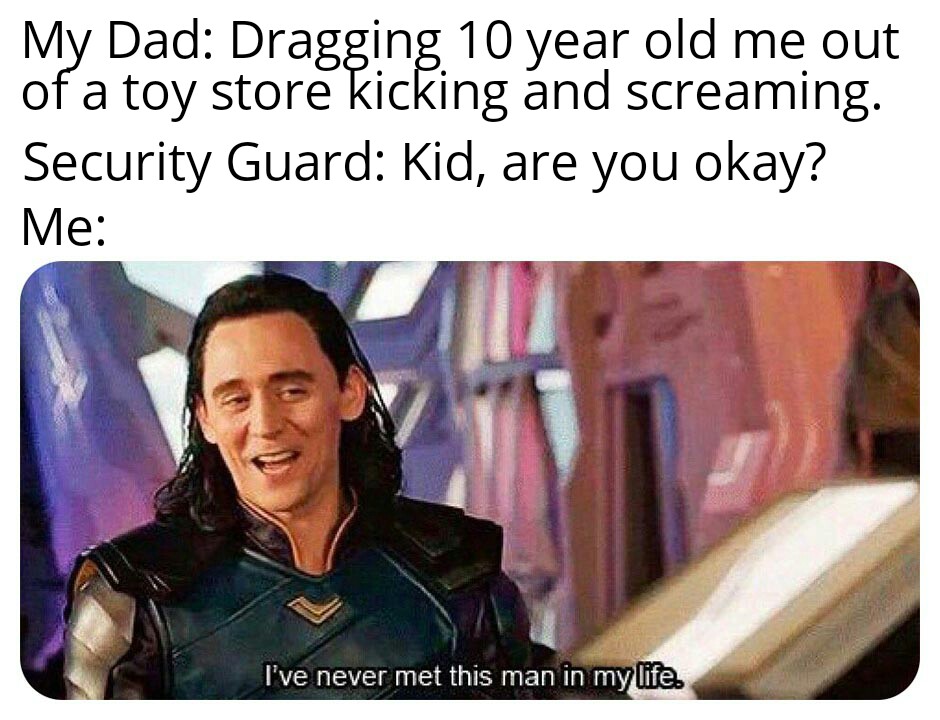 My Dad: Dragging 10 year old me out
of a toy store kicking and screaming.
Security Guard: Kid, are you okay?
Me:
I've never met this man in my life.